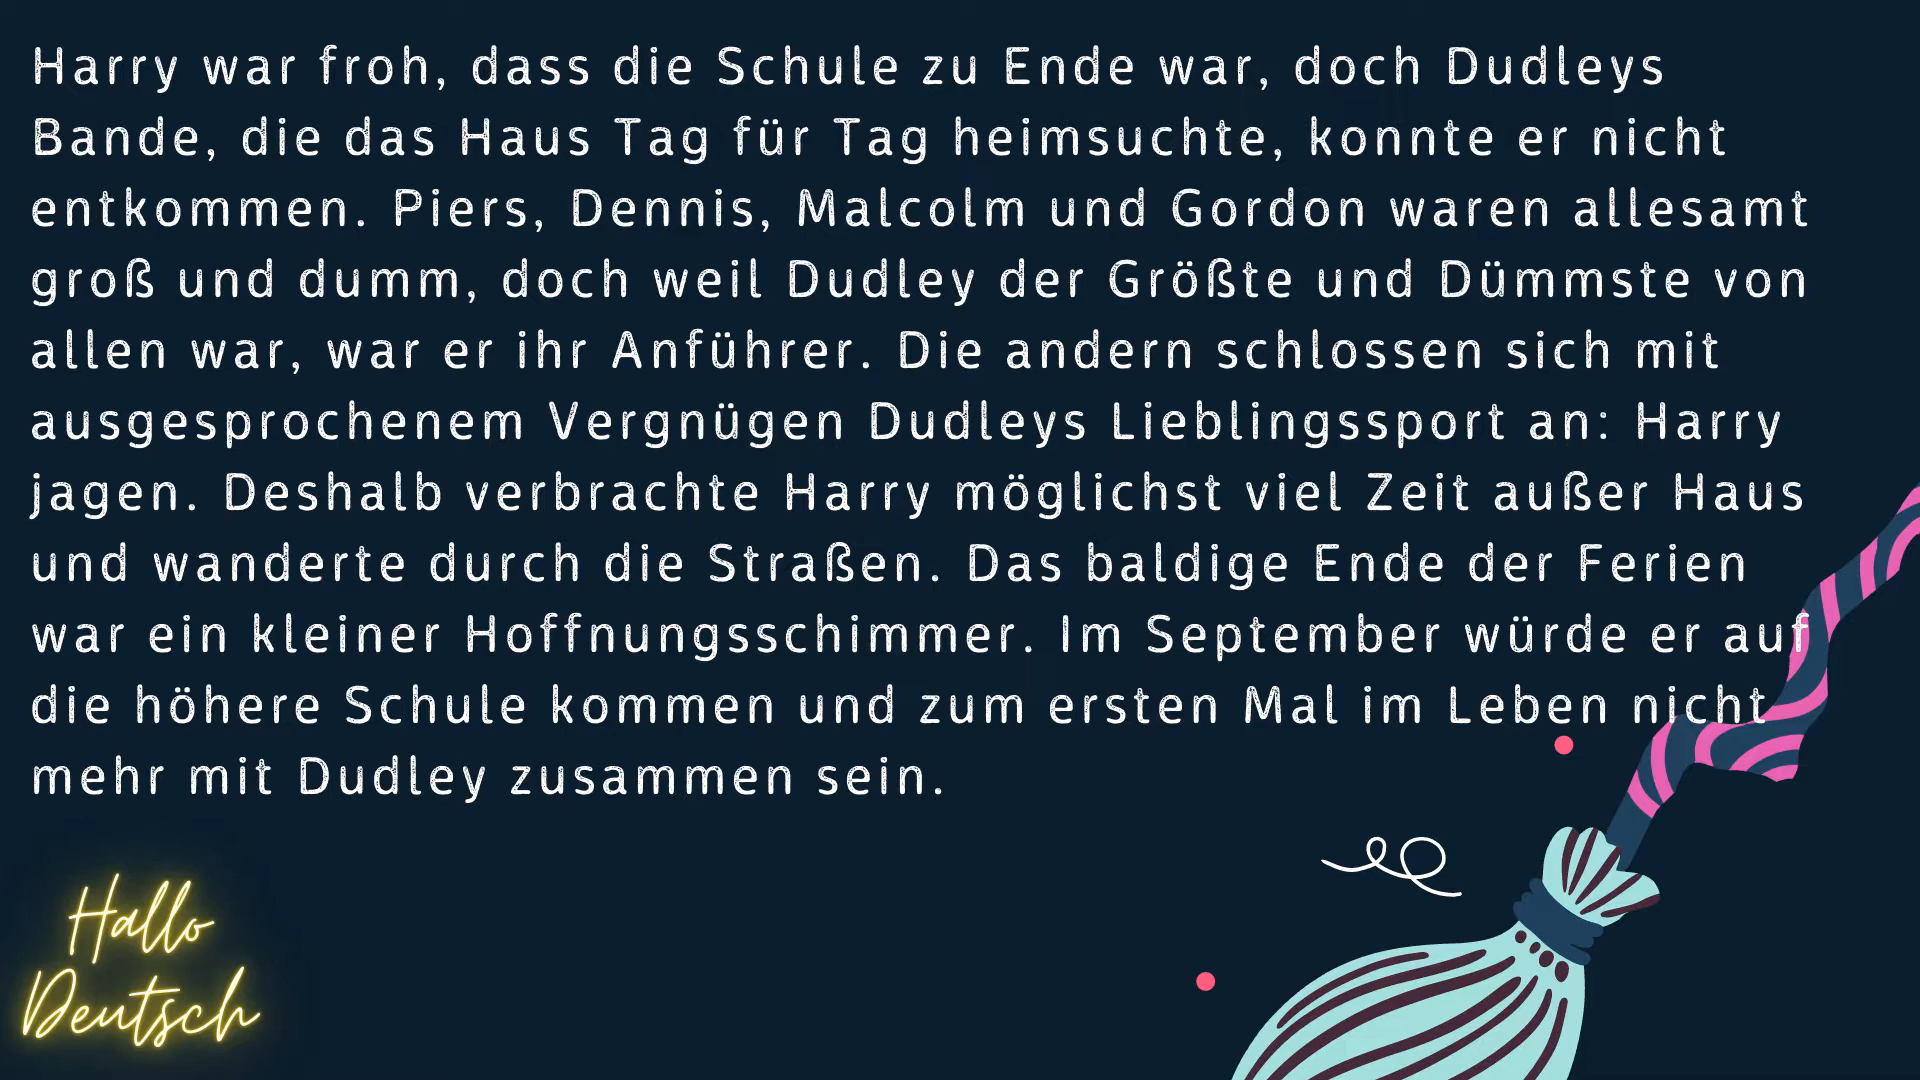 Harry war froh, dass die Schule zu Ende war, doch Dudleys
Bande, die das Haus Tag für Tag heimsuchte, konnte er nicht
entkommen. Piers, Dennis, Malcolm und Gordon waren allesamt
groß und dumm, doch weil Dudley der Größte und Dümmste von
allen war, war er ihr Anführer. Die andern schlossen sich mit
ausgesprochenem Vergnügen Dudleys Lieblingssport an: Harry
jagen. Deshalb verbrachte Harry möglichst viel Zeit außer Haus
und wanderte durch die Straßen. Das baldige Ende der Ferien
war ein kleiner Hoffnungsschimmer. Im September würde er auf
die höhere Schule kommen und zum ersten Mal im Leben nicht
mehr mit Dudley zusammen sein.
Hallo
Deutsch